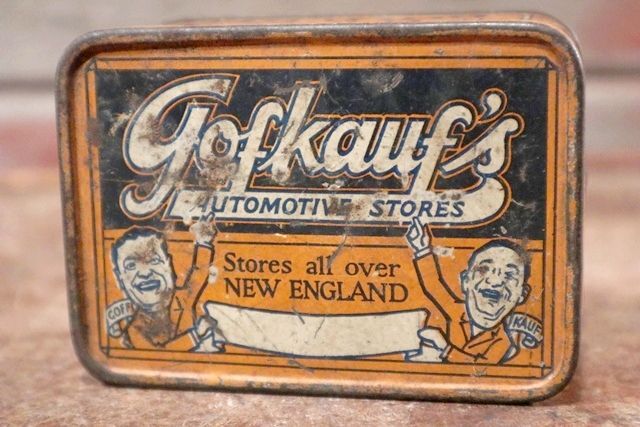 Gofkauf's
AUTOMOTIVE STORES
Stores all over
NEW ENGLAND
GOFF
KAUF